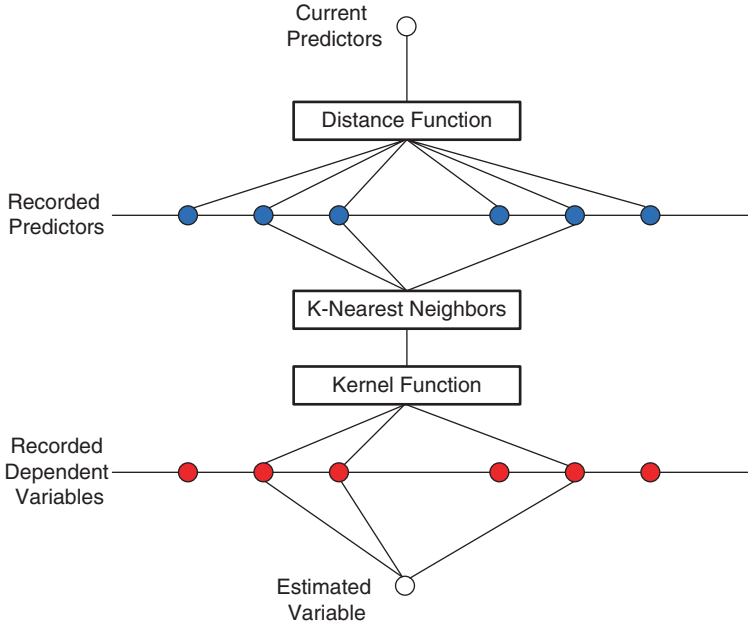 Current
Predictors
Distance Function
Recorded
Predictors
K-Nearest Neighbors
Kernel Function
Recorded
Dependent
Variables
Estimated
Variable